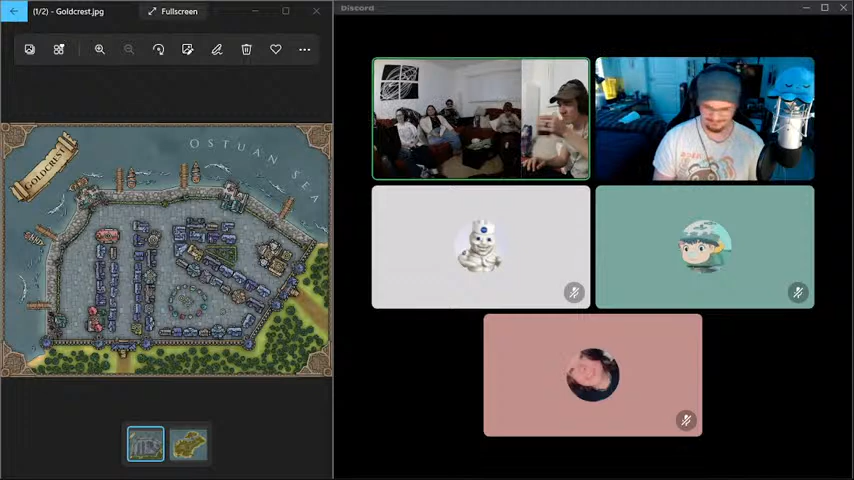 (1/2) - Goldcrest.jpg
Fullscreen
Discord
GOLDCREST
OSTUAN SEA